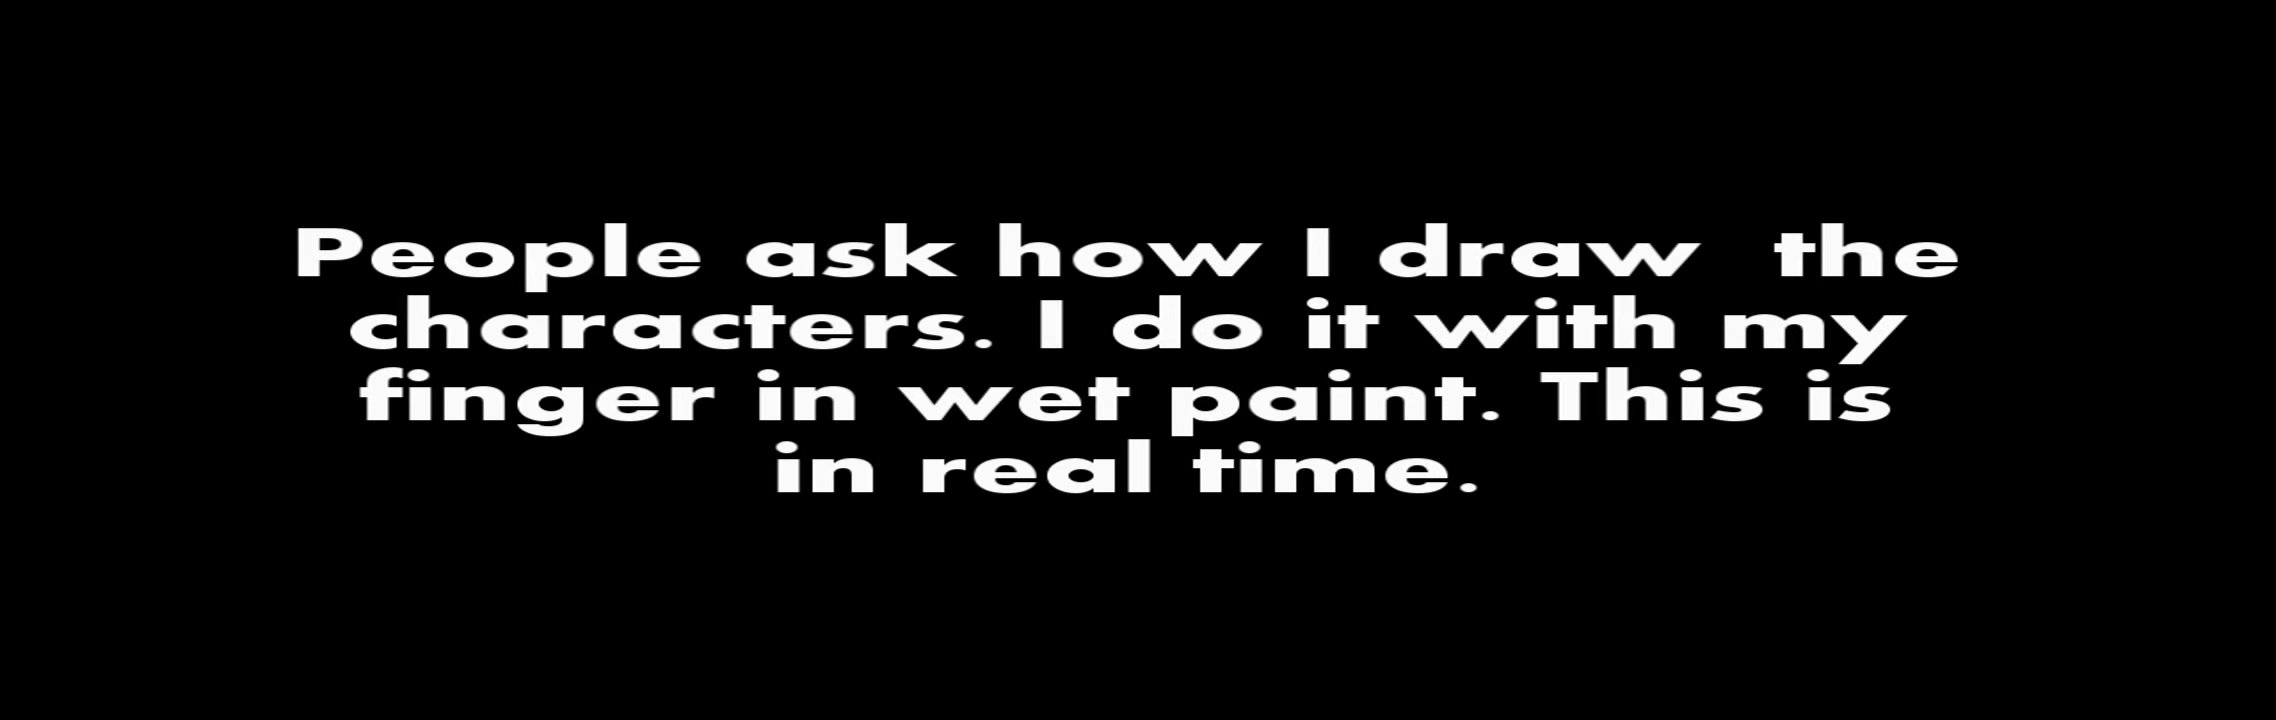 People ask how I draw  the
characters. I do it with my
finger in wet paint. This is
in real time.